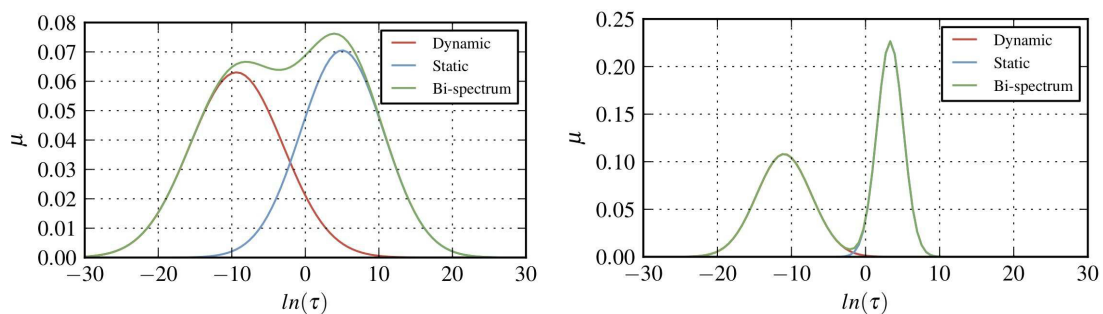 0.08
0.07
0.06
0.05
0.04
0.03
0.02
0.01
0.00
μ
−30 −20 −10 0 10 20 30
ln(τ)
Dynamic
Static
Bi-spectrum
0.25
0.20
0.15
0.10
0.05
0.00
μ
−30 −20 −10 0 10 20 30
ln(τ)
Dynamic
Static
Bi-spectrum